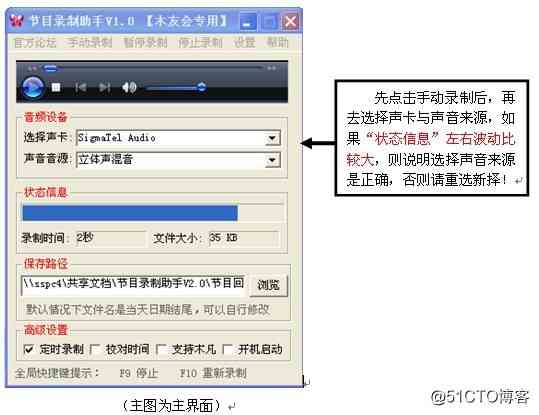 节目录制助手V1.0 【木友会专用】
官方论坛 手动录制 暂停录制 停止录制 设置 帮助
音频设备
选择声卡: SigmaTel Audio
声音音源: 立体声混音
状态信息
录制时间: 2秒 文件大小: 35 KB
保存路径
\\sspc4\共享文档\节目录制助手V2.0\节目回 浏览
默认情况下文件名是当天日期结尾,可以自行修改
高级设置
定时录制 校对时间 支持木凡 开机启动
全局快捷键提示: F9 停止 F10 重新录制
先点击手动录制后,再
去选择声卡与声音来源,如
果“状态信息”左右波动比
较大,则说明选择声音来源
是正确,否则请重选新择!
(主图为主界面)
@51CTO博客